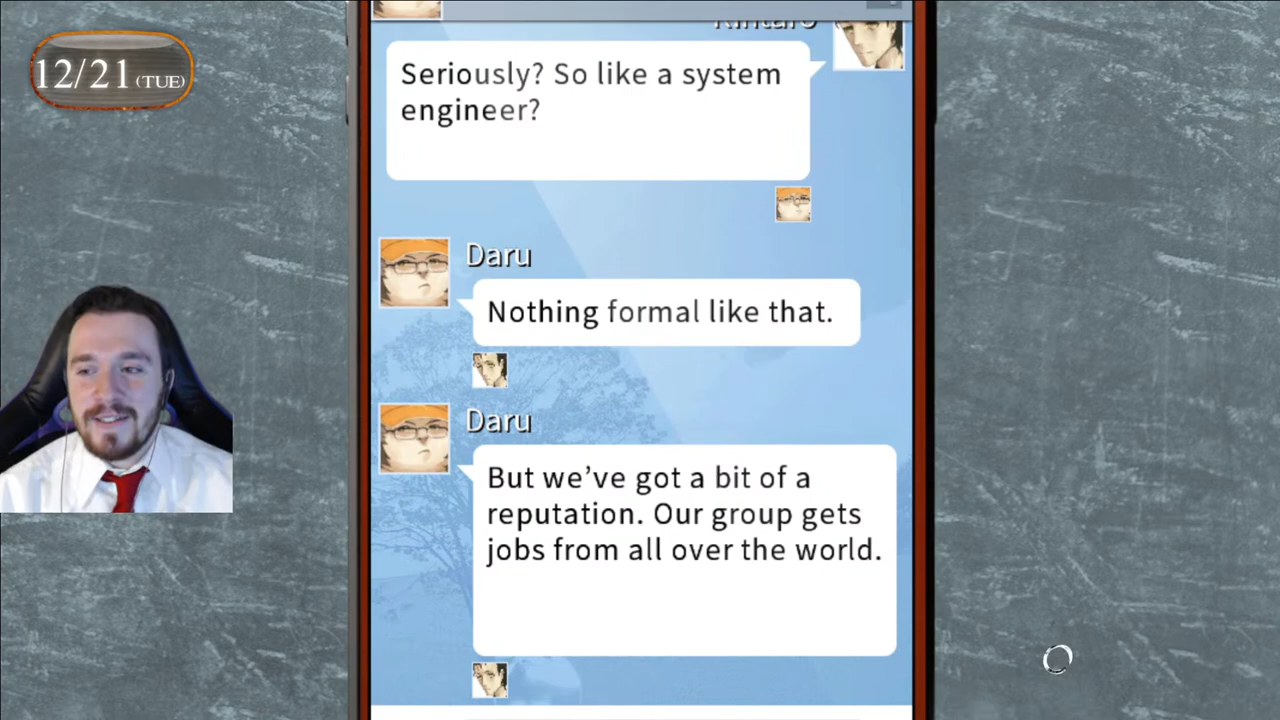 12/21 (TUE)
Rintaro
Seriously? So like a system
engineer?
Daru
Nothing formal like that.
Daru
But we've got a bit of a
reputation. Our group gets
jobs from all over the world.